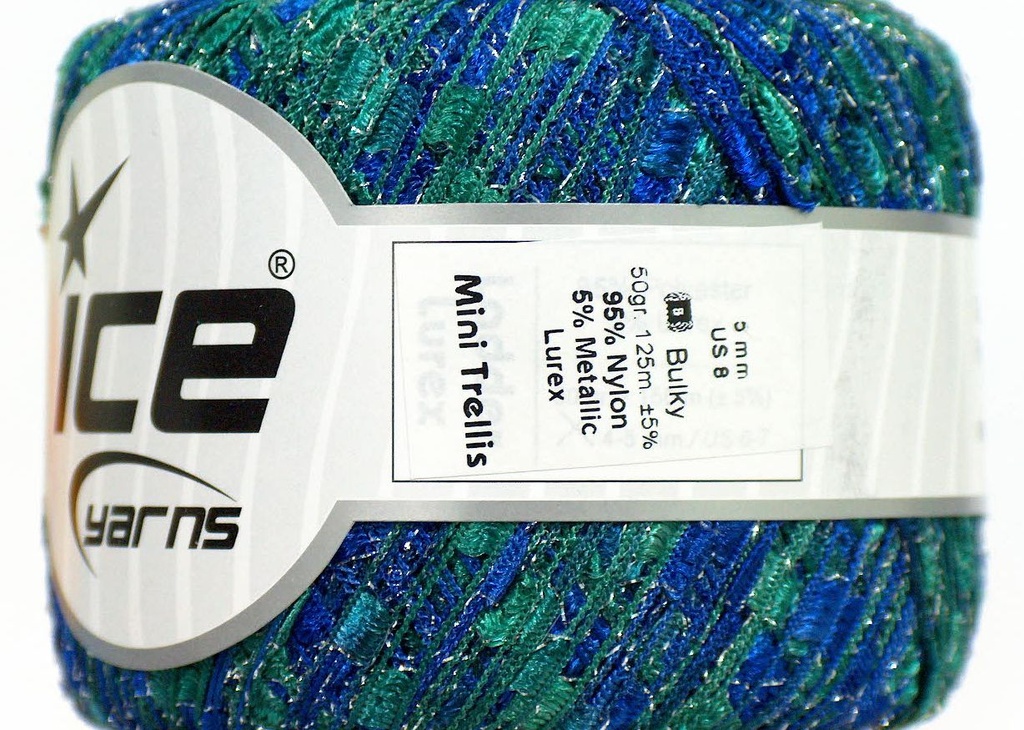 ICE®
yarns
Mini Trellis
Lurex
5% Metallic
95% Nylon
50gr. 125m. ±5%
Bulky
US 8
5 mm